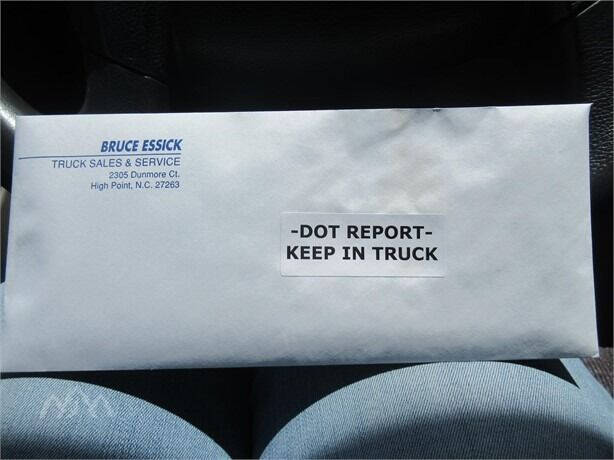 BRUCE ESSICK
TRUCK SALES & SERVICE
2305 Dunmore Ct.
High Point, N.C. 27263
-DOT REPORT-
KEEP IN TRUCK